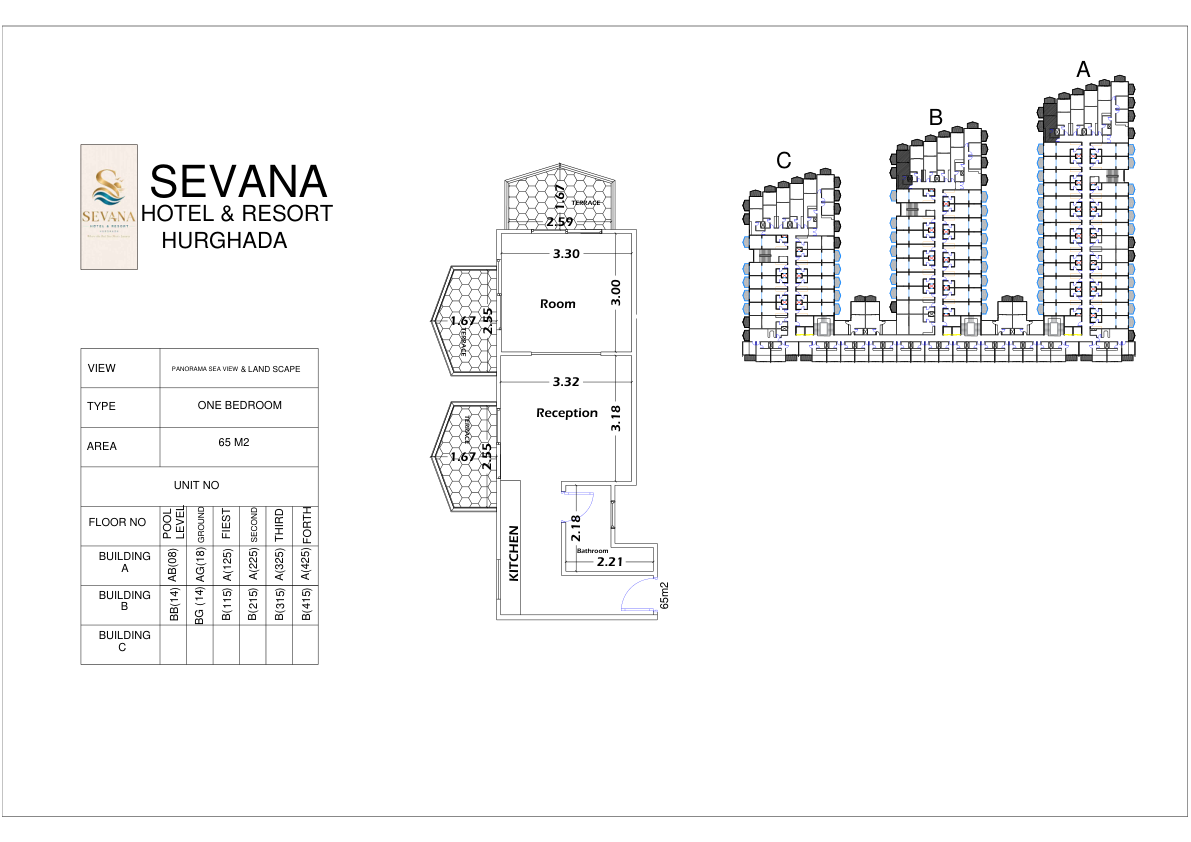 SEVANA
HOTEL & RESORT
HURGHADA
SEVANA
HOTEL & RESORT
HURGHADA
VIEW PANORAMA SEA VIEW & LAND SCAPE
TYPE ONE BEDROOM
AREA 65 M2
UNIT NO
FLOOR NO POOL LEVEL GROUND FIEST SECOND THIRD FORTH
BUILDING A AB(08) AG(18) A(125) A(225) A(325) A(425)
BUILDING B BB(14) BG (14) B(115) B(215) B(315) B(415)
BUILDING C
1.67
TERRACE
2.59
3.30
Room
3.00
1.67
2.55
TERRACE
3.32
Reception
3.18
TERRACE
1.67
2.55
KITCHEN
2.18
Bathroom
2.21
65m2
A
B
C